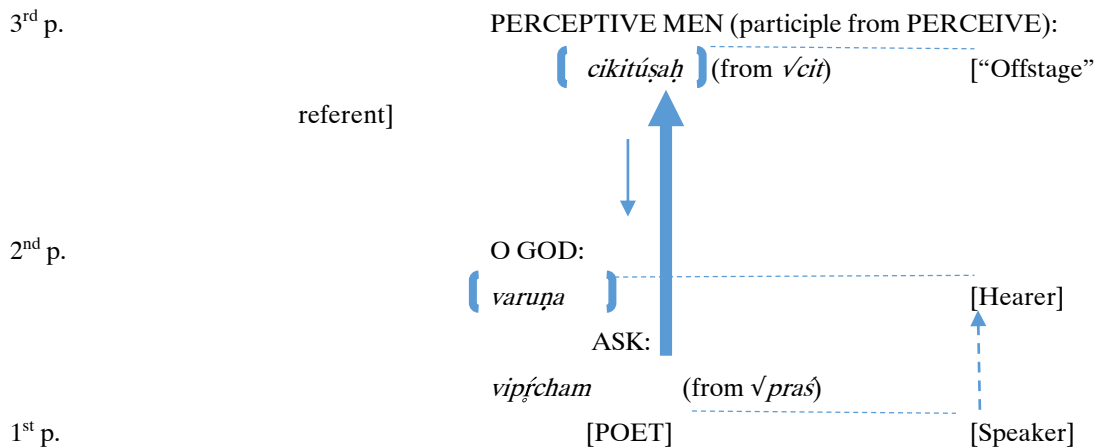 3rd p. PERCEPTIVE MEN (participle from PERCEIVE):
cikitúṣaḥ (from √cit) [“Offstage”
referent]
2nd p. O GOD:
varuṇa [Hearer]
ASK:
vipṛ́cham (from √praś)
1st p. [POET] [Speaker]